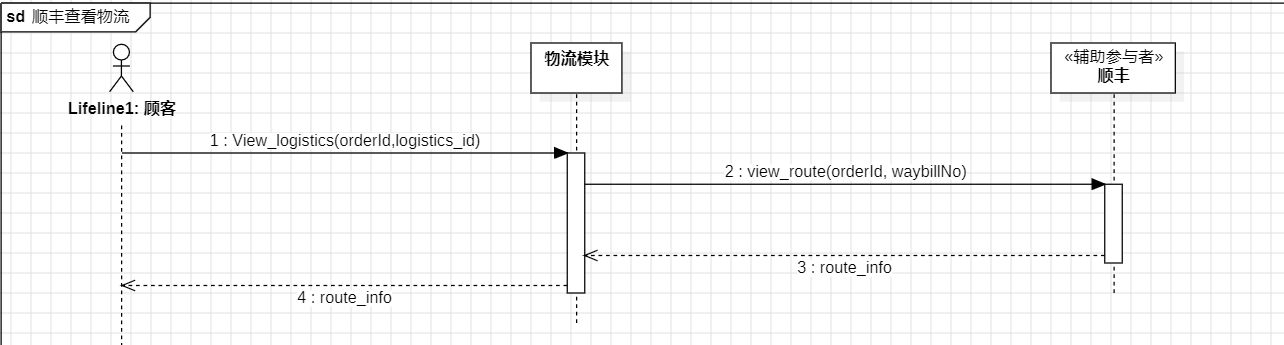 sd 顺丰查看物流
Lifeline1: 顾客
物流模块
«辅助参与者»
顺丰
1 : View_logistics(orderId,logistics_id)
2 : view_route(orderId, waybillNo)
3 : route_info
4 : route_info